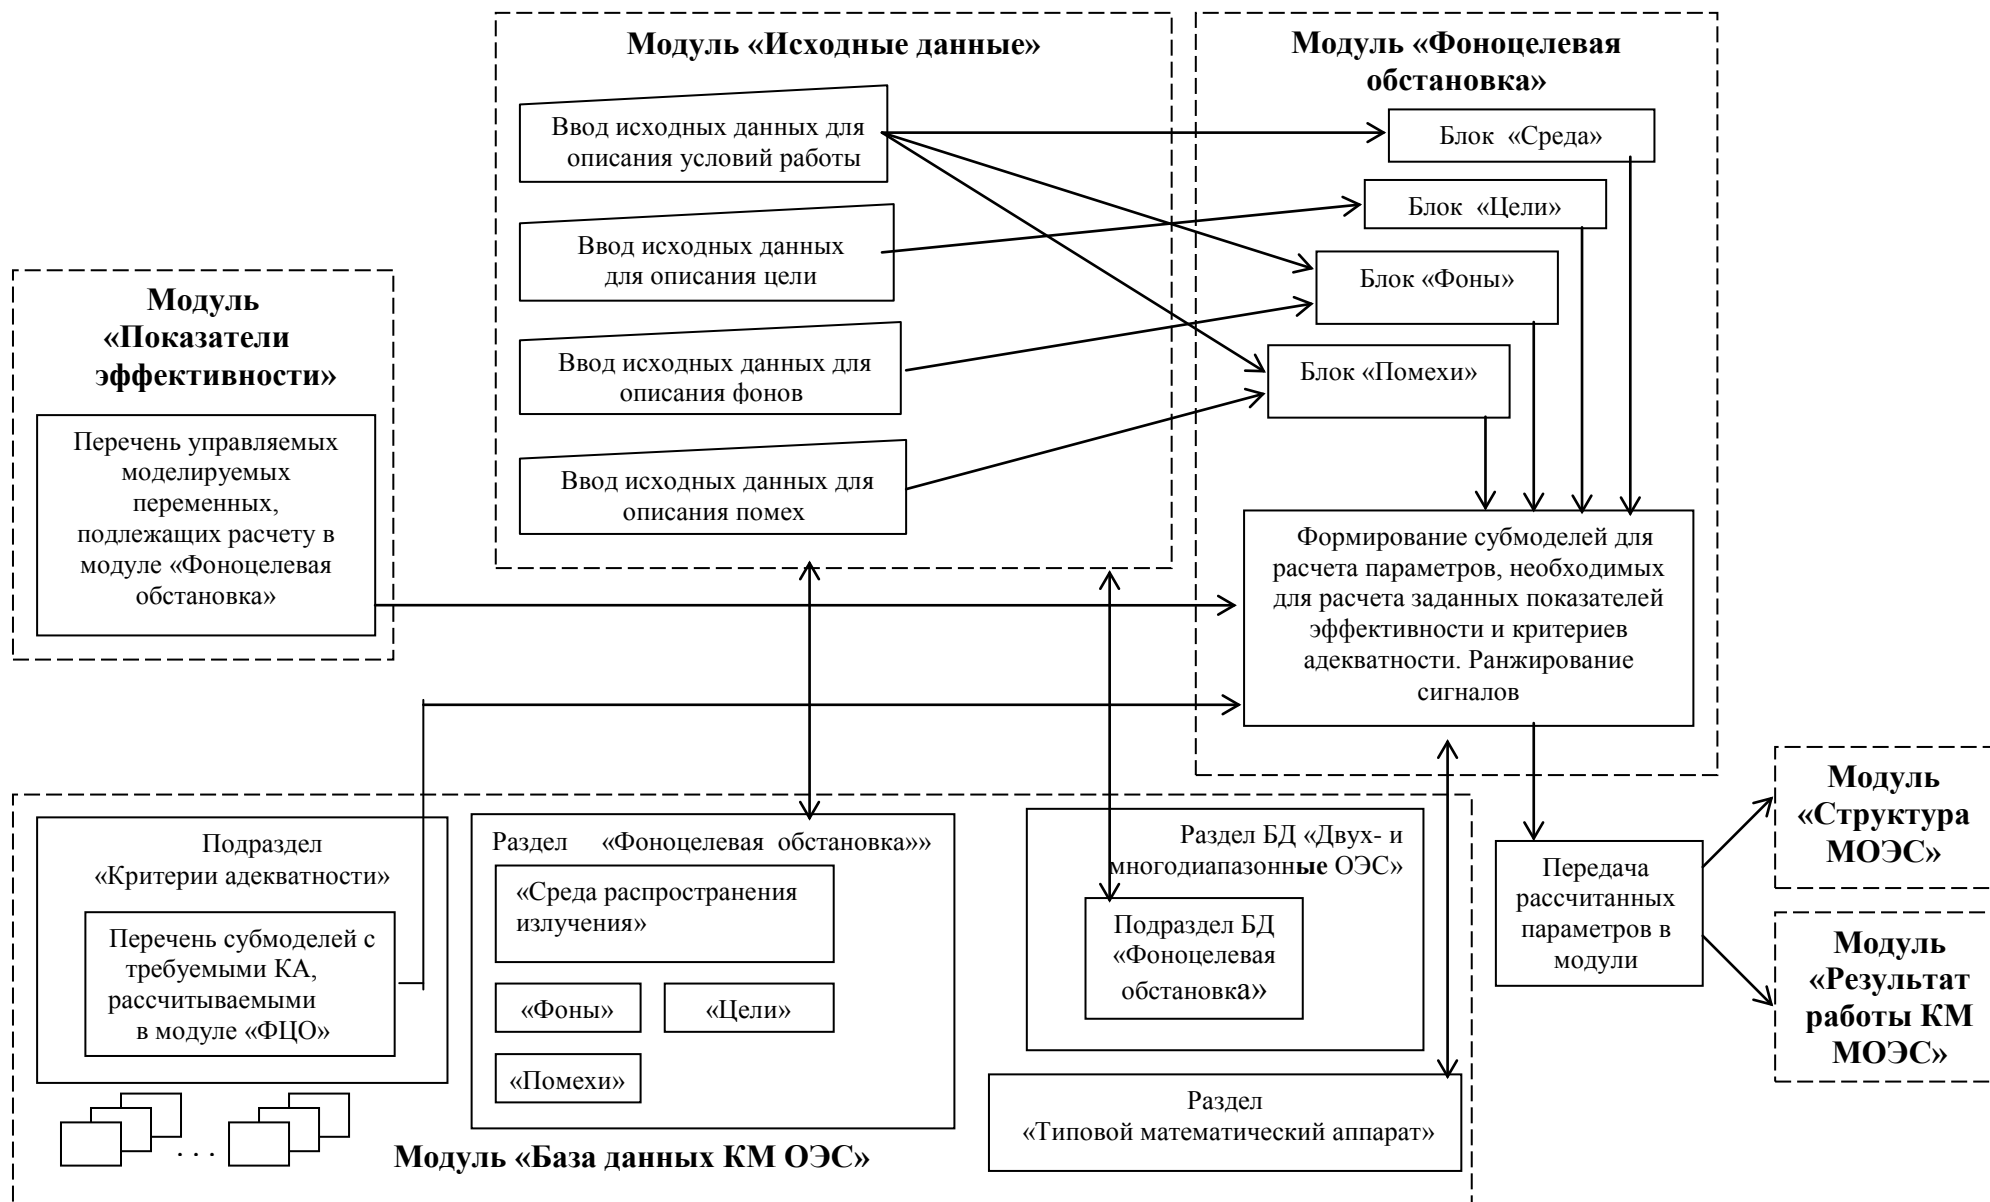 Модуль «Исходные данные»
Ввод исходных данных для
описания условий работы
Ввод исходных данных
для описания цели
Ввод исходных данных для
описания фонов
Ввод исходных данных для
описания помех
Модуль «Фоноцелевая
обстановка»
Блок «Среда»
Блок «Цели»
Блок «Фоны»
Блок «Помехи»
Формирование субмоделей для
расчета параметров, необходимых
для расчета заданных показателей
эффективности и критериев
адекватности. Ранжирование
сигналов
Модуль
«Показатели
эффективности»
Перечень управляемых
моделируемых
переменных,
подлежащих расчету в
модуле «Фоноцелевая
обстановка»
Подраздел
«Критерии адекватности»
Перечень субмоделей с
требуемыми КА,
рассчитываемыми
в модуле «ФЦО»
. . .
Раздел «Фоноцелевая обстановка»»
«Среда распространения
излучения»
«Фоны»
«Цели»
«Помехи»
Модуль «База данных КМ ОЭС»
Раздел БД «Двух- и
многодиапазонные ОЭС»
Подраздел БД
«Фоноцелевая
обстановка»
Раздел
«Типовой математический аппарат»
Передача
рассчитанных
параметров в
модули
Модуль
«Структура
МОЭС»
Модуль
«Результат
работы КМ
МОЭС»